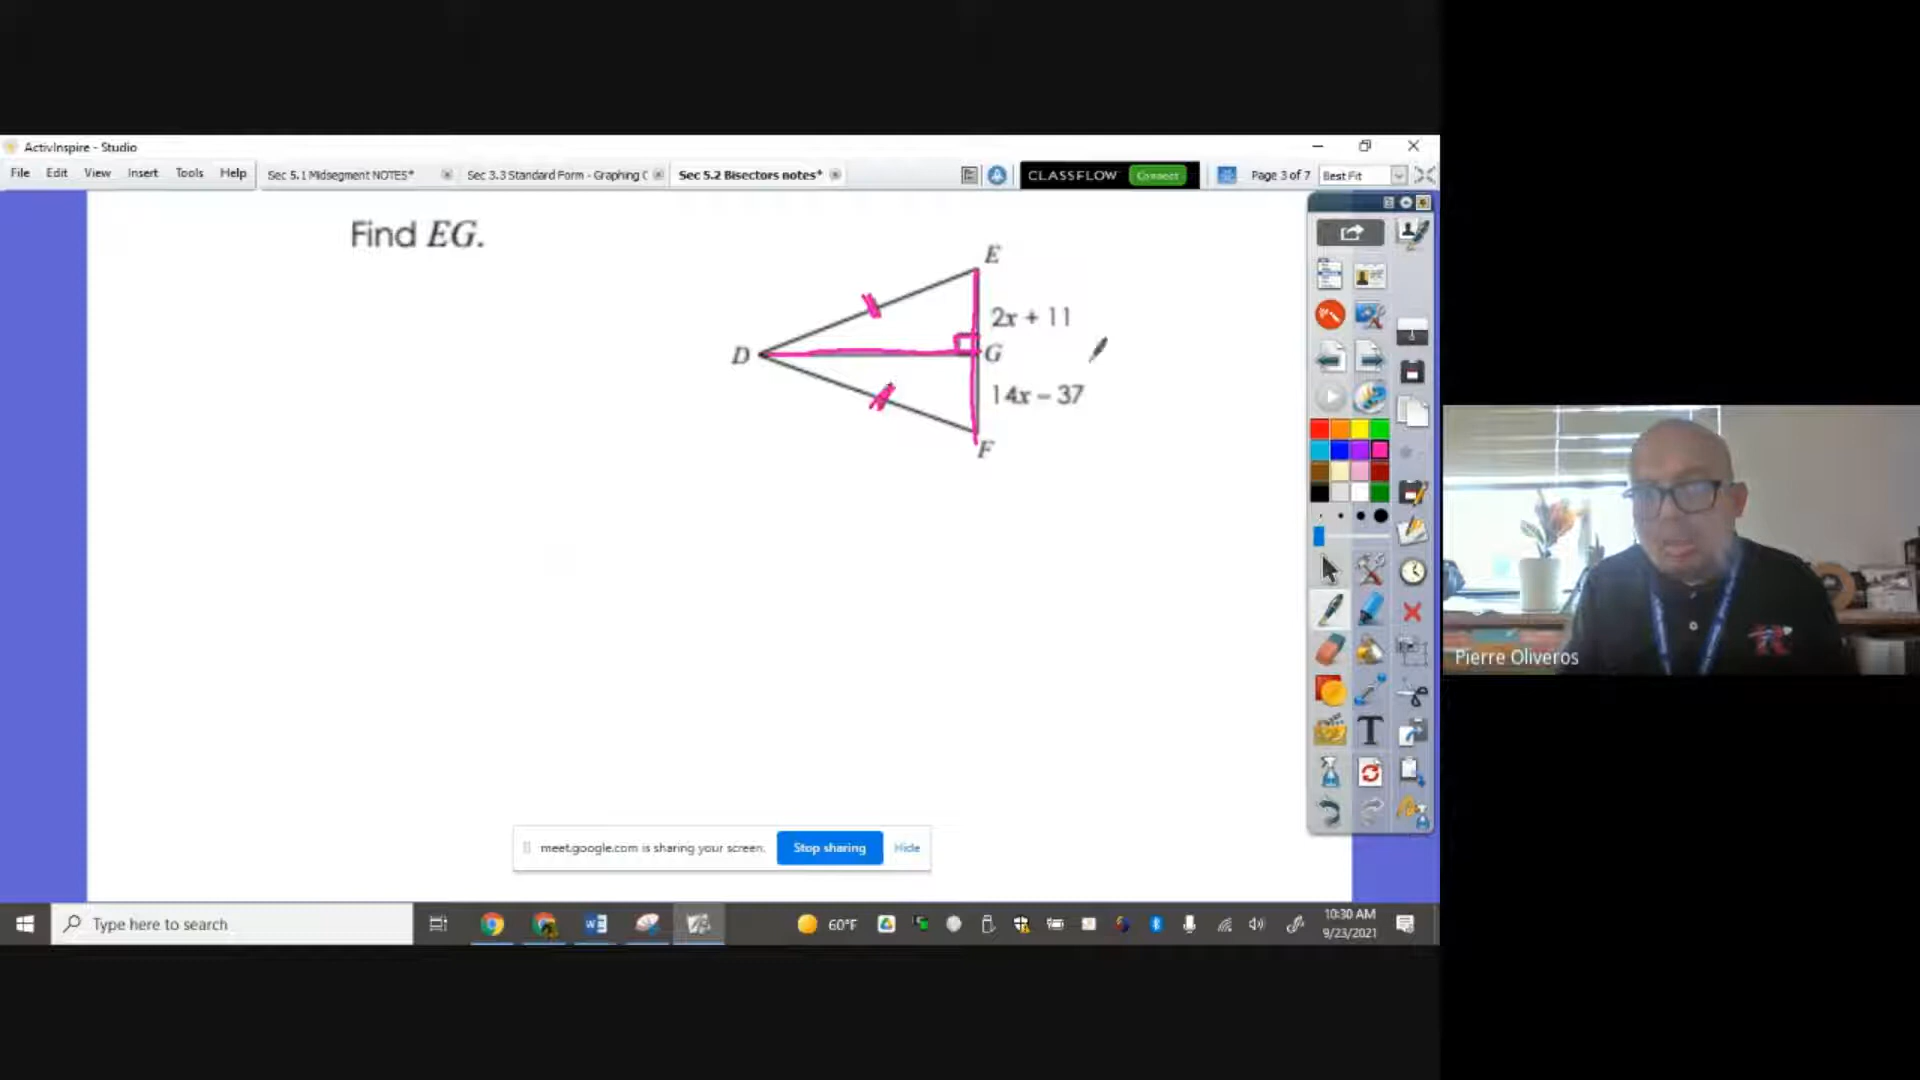 ActivInspire - Studio
File Edit View Insert Tools Help
Sec 5.1 Midsegment NOTES*
Sec 3.3 Standard Form - Graphing
Sec 5.2 Bisectors notes*
CLASSFLOW Connect
Page 3 of 7
Best Fit
Find EG.
E
2x + 11
D
G
14x – 37
F
T
Pierre Oliveros
meet.google.com is sharing your screen.
Stop sharing
Hide
Type here to search
60°F
10:30 AM
9/23/2021